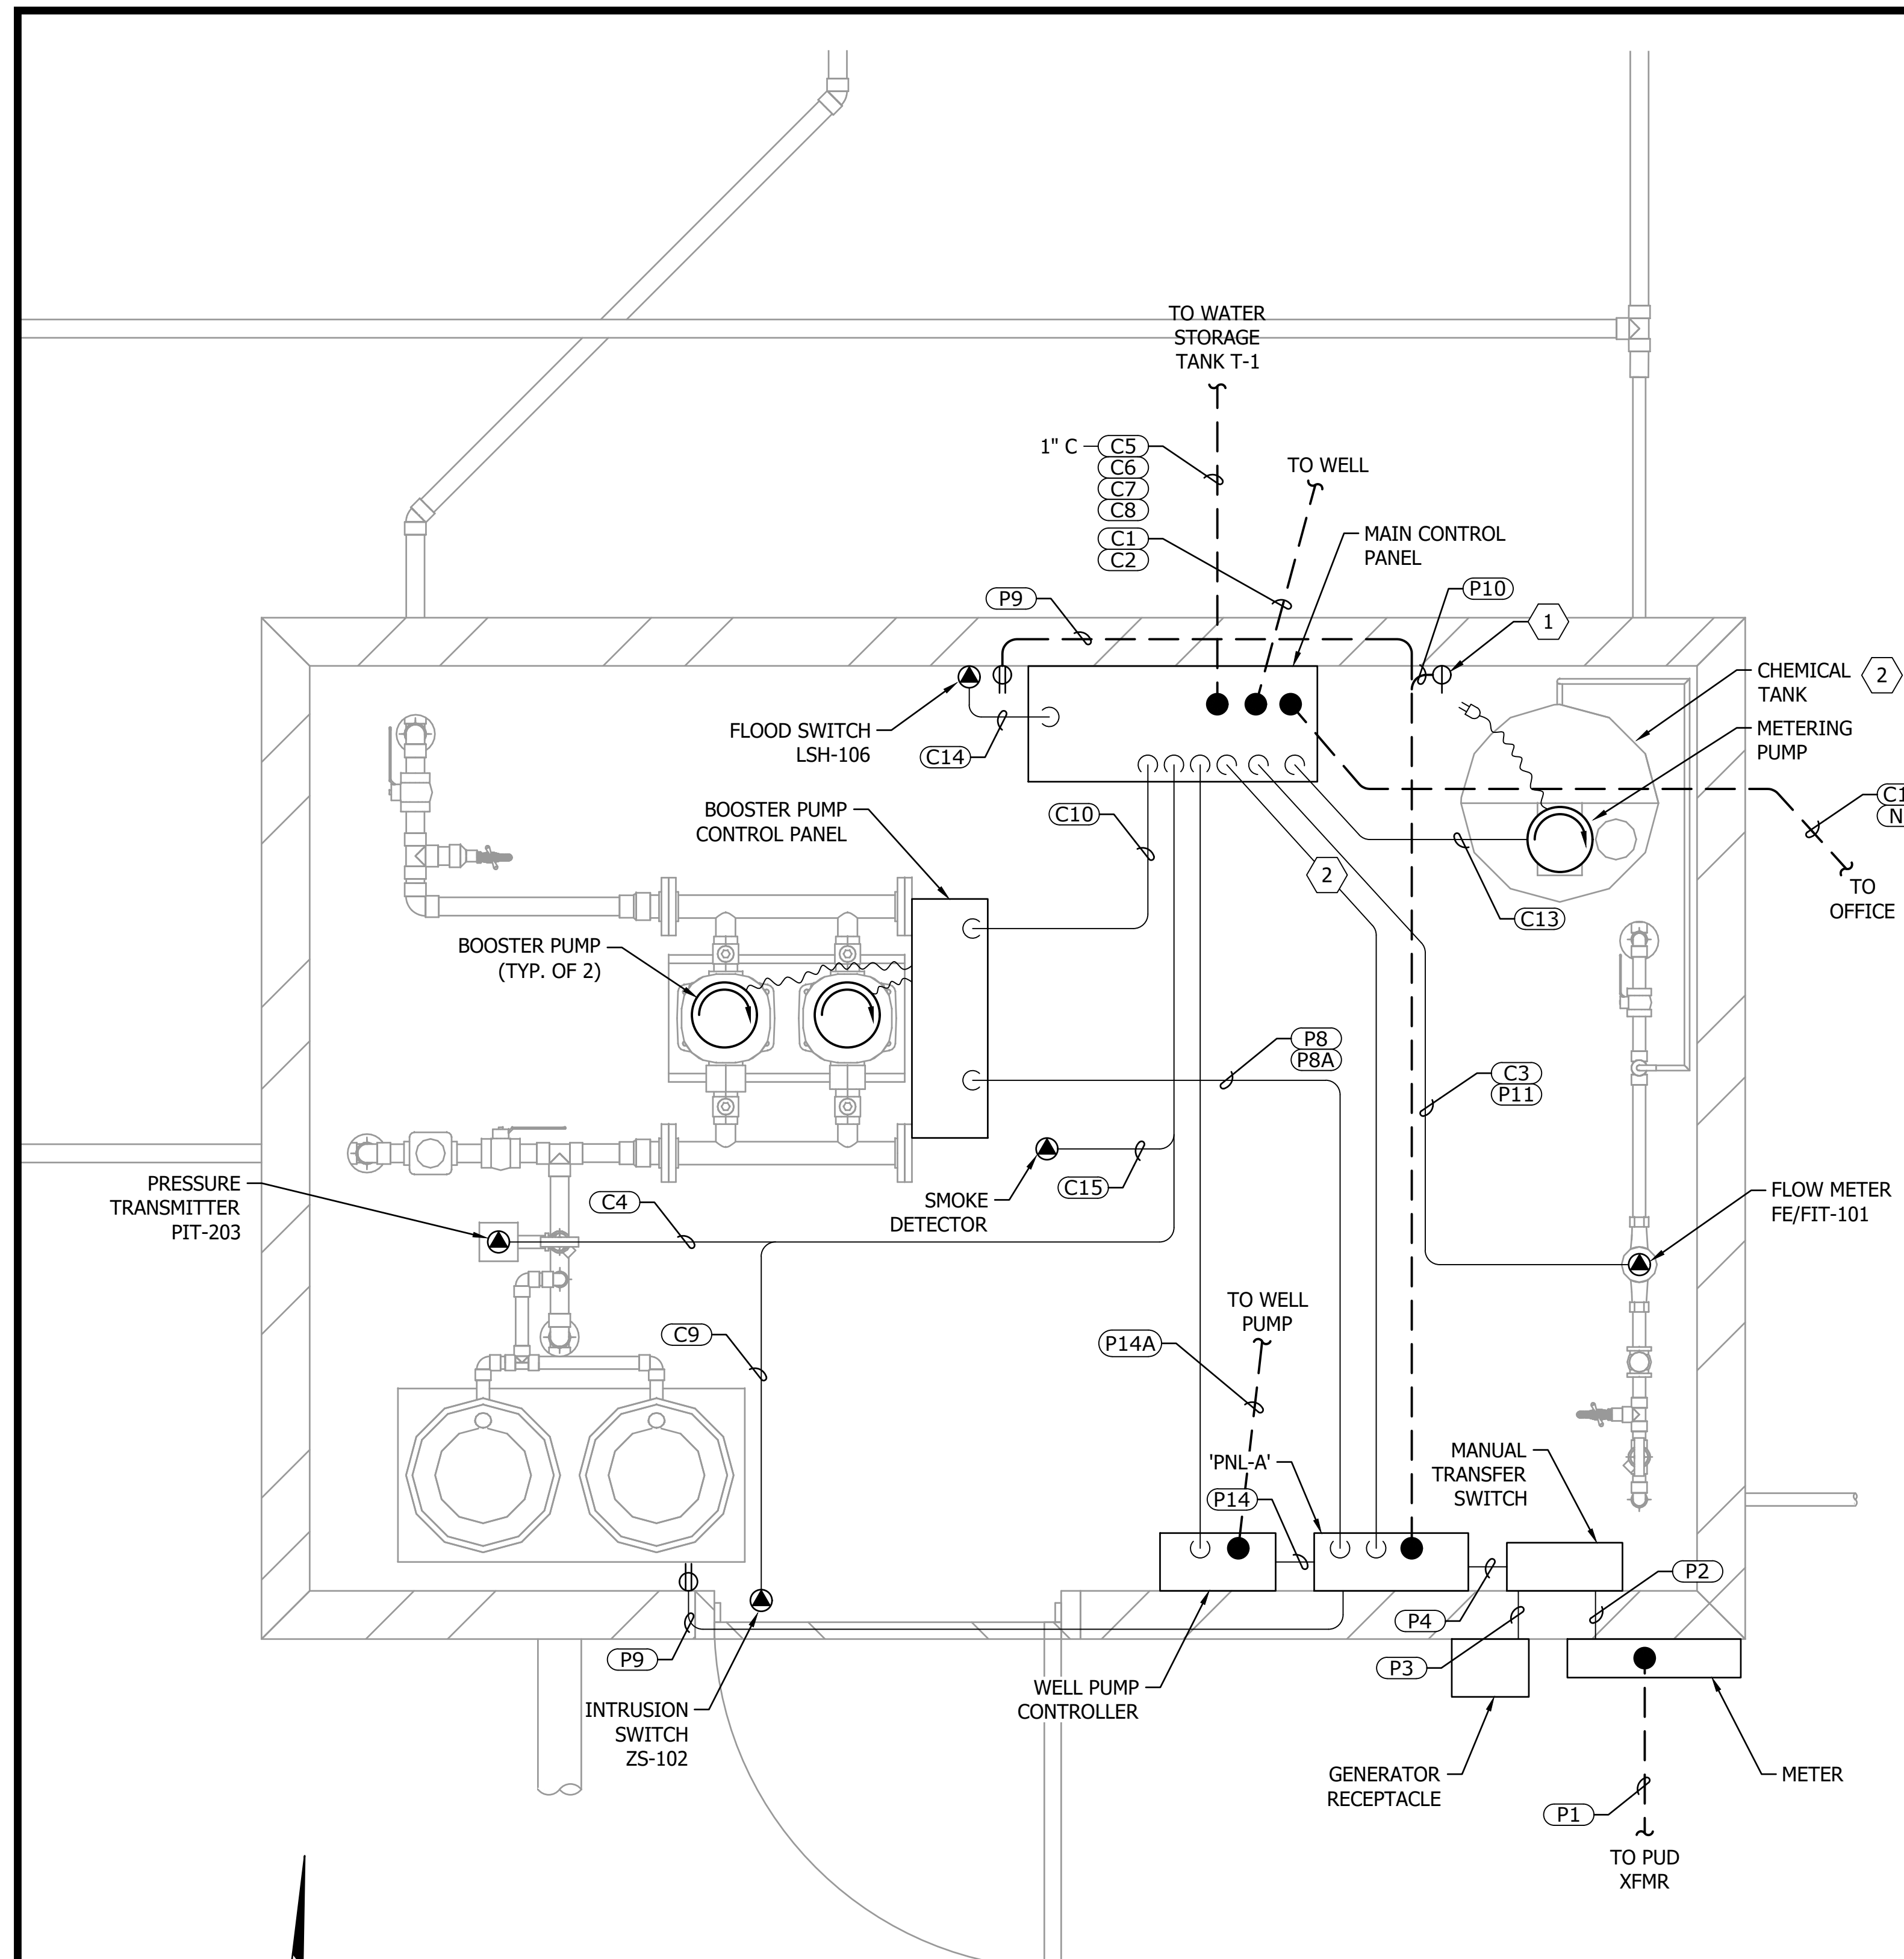 TO WATER
STORAGE
TANK T-1
1" C
C5
C6
C7
C8
TO WELL
C1
C2
MAIN CONTROL
PANEL
P9
P10
1
CHEMICAL
TANK
2
FLOOD SWITCH
LSH-106
C14
METERING
PUMP
BOOSTER PUMP
CONTROL PANEL
C10
TO
OFFICE
2
C13
BOOSTER PUMP
(TYP. OF 2)
P8
P8A
C3
P11
PRESSURE
TRANSMITTER
PIT-203
C4
SMOKE
DETECTOR
C15
FLOW METER
FE/FIT-101
TO WELL
PUMP
C9
P14A
'PNL-A'
P14
MANUAL
TRANSFER
SWITCH
P2
P4
P9
P3
INTRUSION
SWITCH
ZS-102
WELL PUMP
CONTROLLER
GENERATOR
RECEPTACLE
METER
P1
TO PUD
XFMR